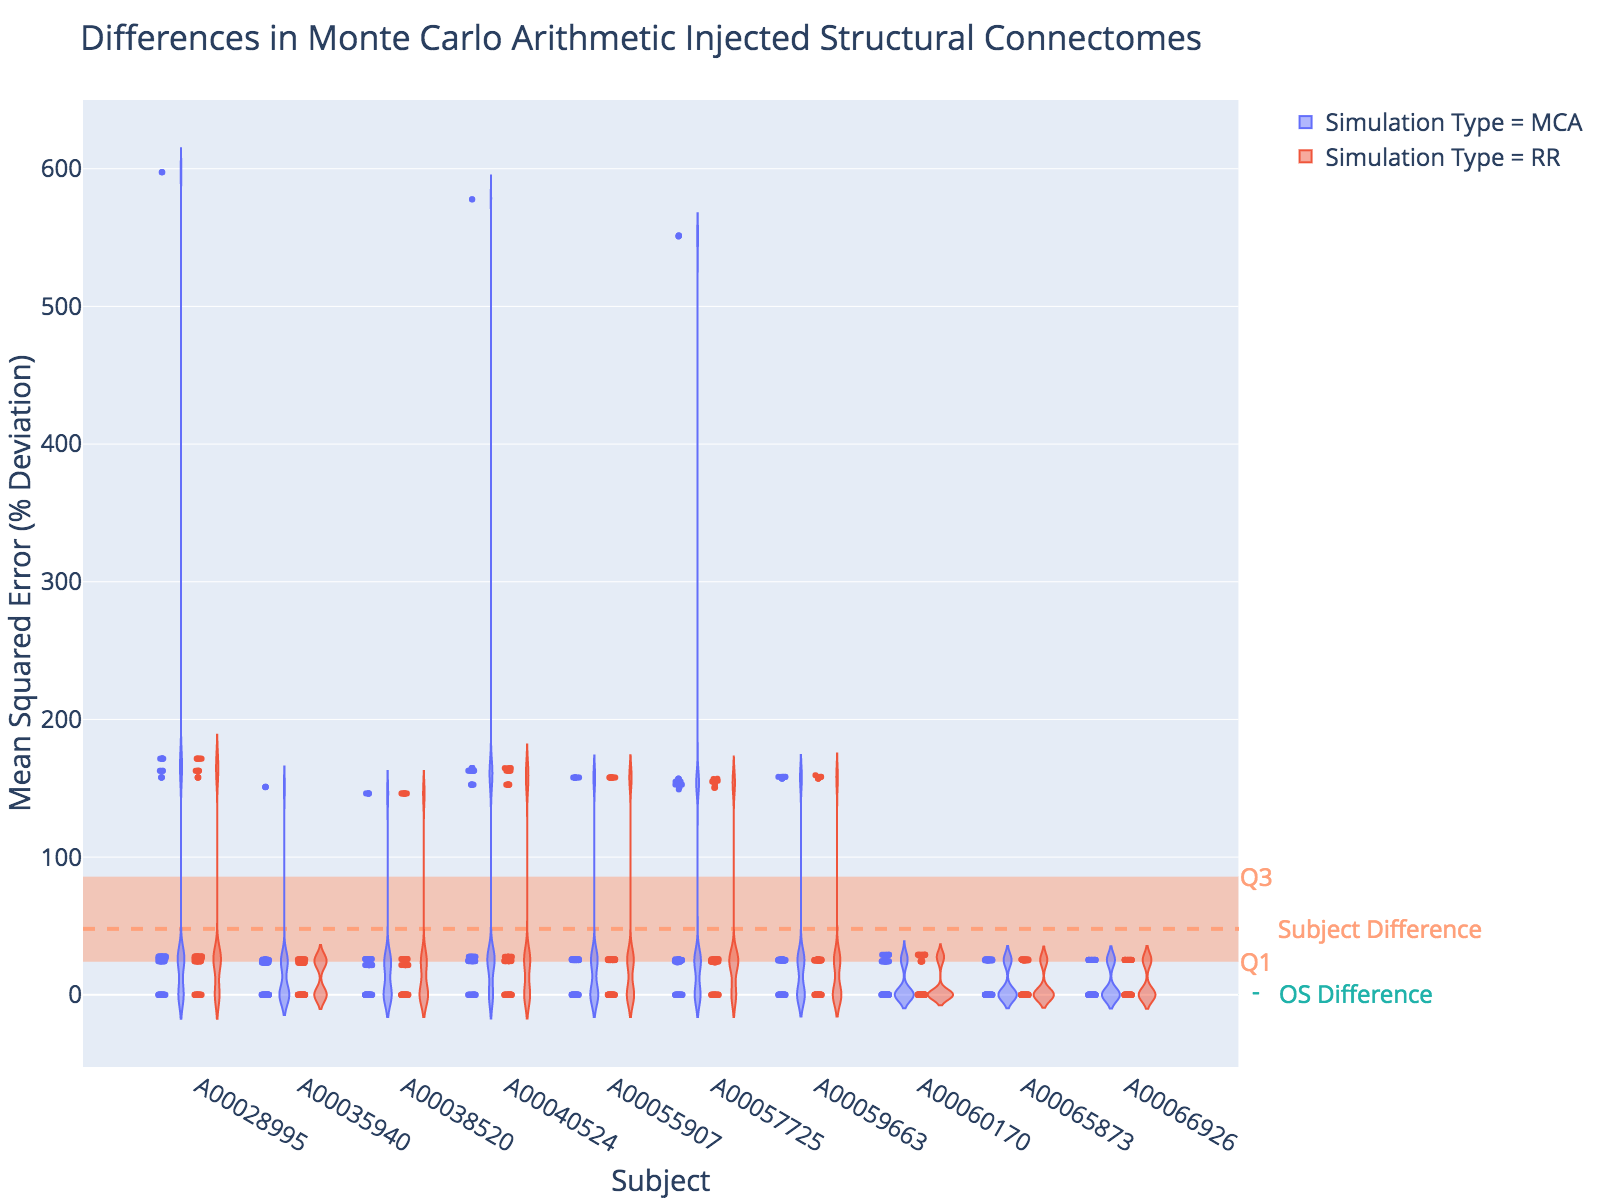 Differences in Monte Carlo Arithmetic Injected Structural Connectomes
Simulation Type = MCA
Simulation Type = RR
Mean Squared Error (% Deviation)
600
500
400
300
200
100
0
Q3
Subject Difference
Q1
- OS Difference
A00028995
A00035940
A00038520
A00040524
A00055907
A00057725
A00059663
A00060170
A00065873
A00066926
Subject